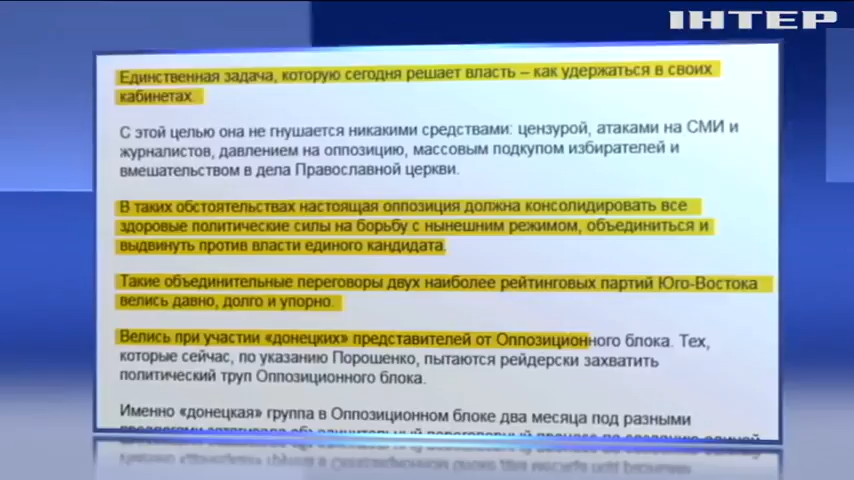 ІНТЕР
Единственная задача, которую сегодня решает власть – как удержаться в своих
кабинетах.
С этой целью она не гнушается никакими средствами: цензурой, атаками на СМИ и
журналистов, давлением на оппозицию, массовым подкупом избирателей и
вмешательством в дела Православной церкви.
В таких обстоятельствах настоящая оппозиция должна консолидировать все
здоровые политические силы на борьбу с нынешним режимом, объединиться и
выдвинуть против власти единого кандидата.
Такие объединительные переговоры двух наиболее рейтинговых партий Юго-Востока
велись давно, долго и упорно.
Велись при участии «донецких» представителей от Оппозиционного блока. Тех,
которые сейчас, по указанию Порошенко, пытаются рейдерски захватить
политический труп Оппозиционного блока.
Именно «донецкая» группа в Оппозиционном блоке два месяца под разными